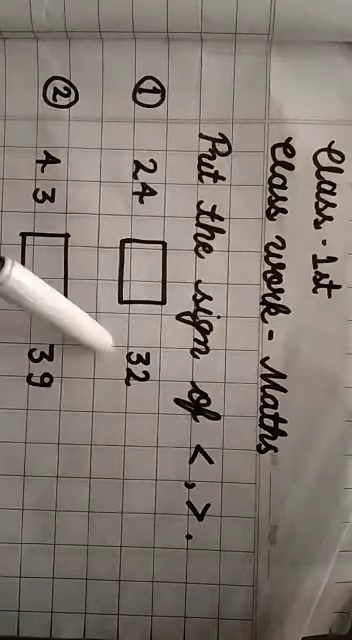 Class - 1st
Class work - Maths
Put the sign of <, >.
① 24 □ 32
② 43 □ 39